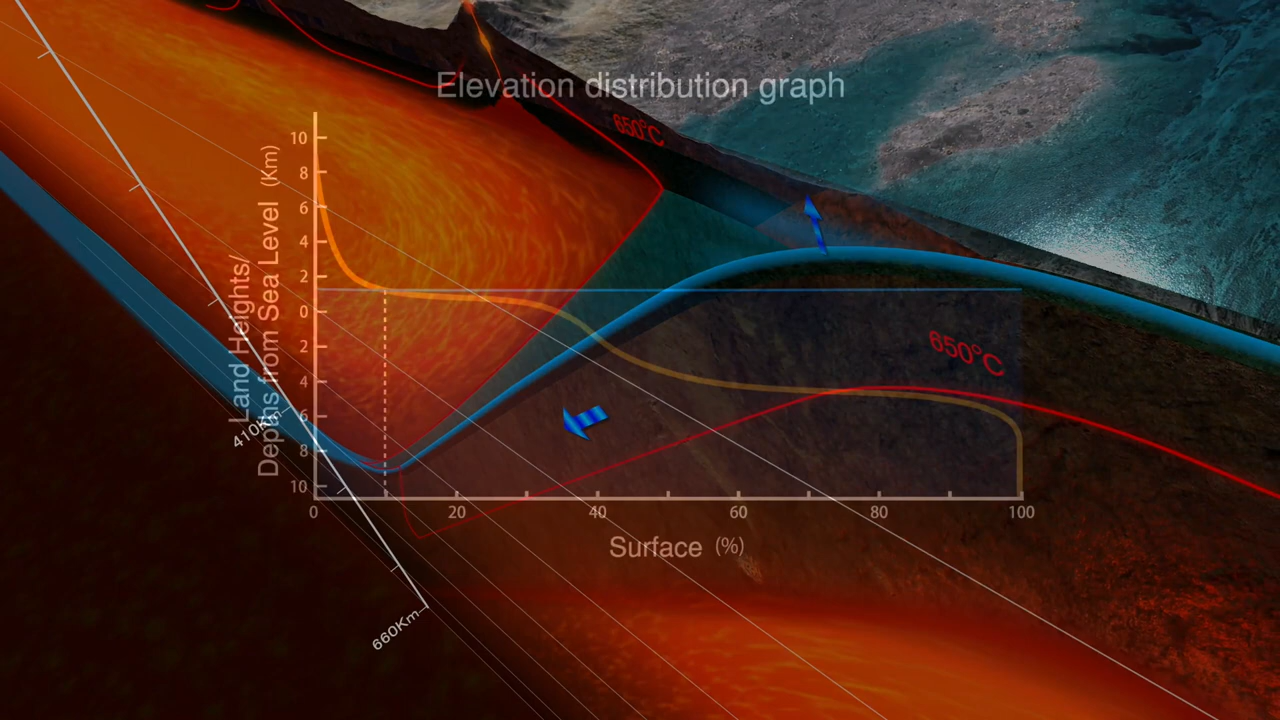 Elevation distribution graph
650°C
10
8
6
4
2
0
2
4
6
8
10
Land Heights/
Depths from Sea Level (Km)
650°C
410Km
0
20
40
60
80
100
Surface (%)
660Km